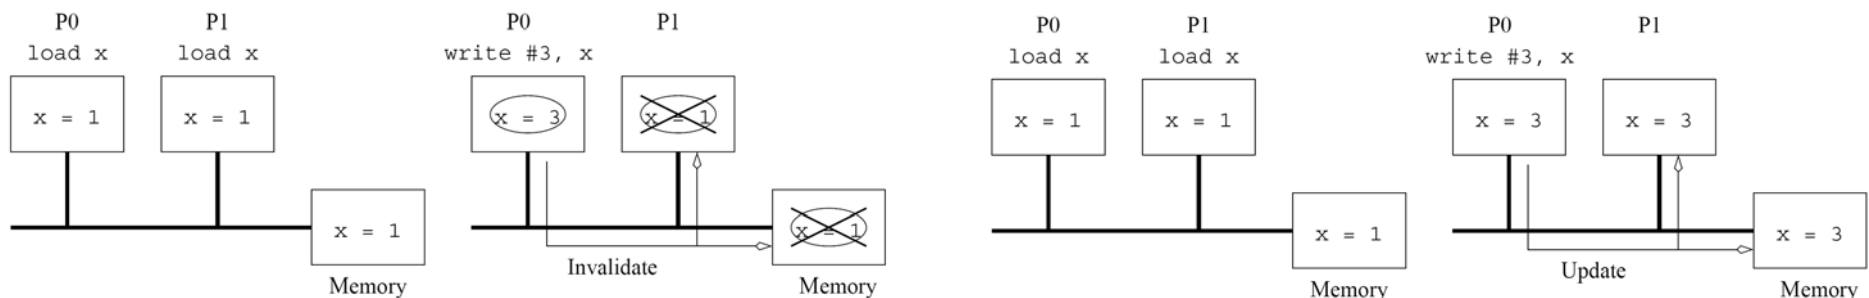 P0 P1
load x load x
x = 1 x = 1
x = 1
Memory
P0 P1
write #3, x
x = 3 x = 1
x = 1
Invalidate
Memory
P0 P1
load x load x
x = 1 x = 1
x = 1
Memory
P0 P1
write #3, x
x = 3 x = 3
x = 3
Update
Memory